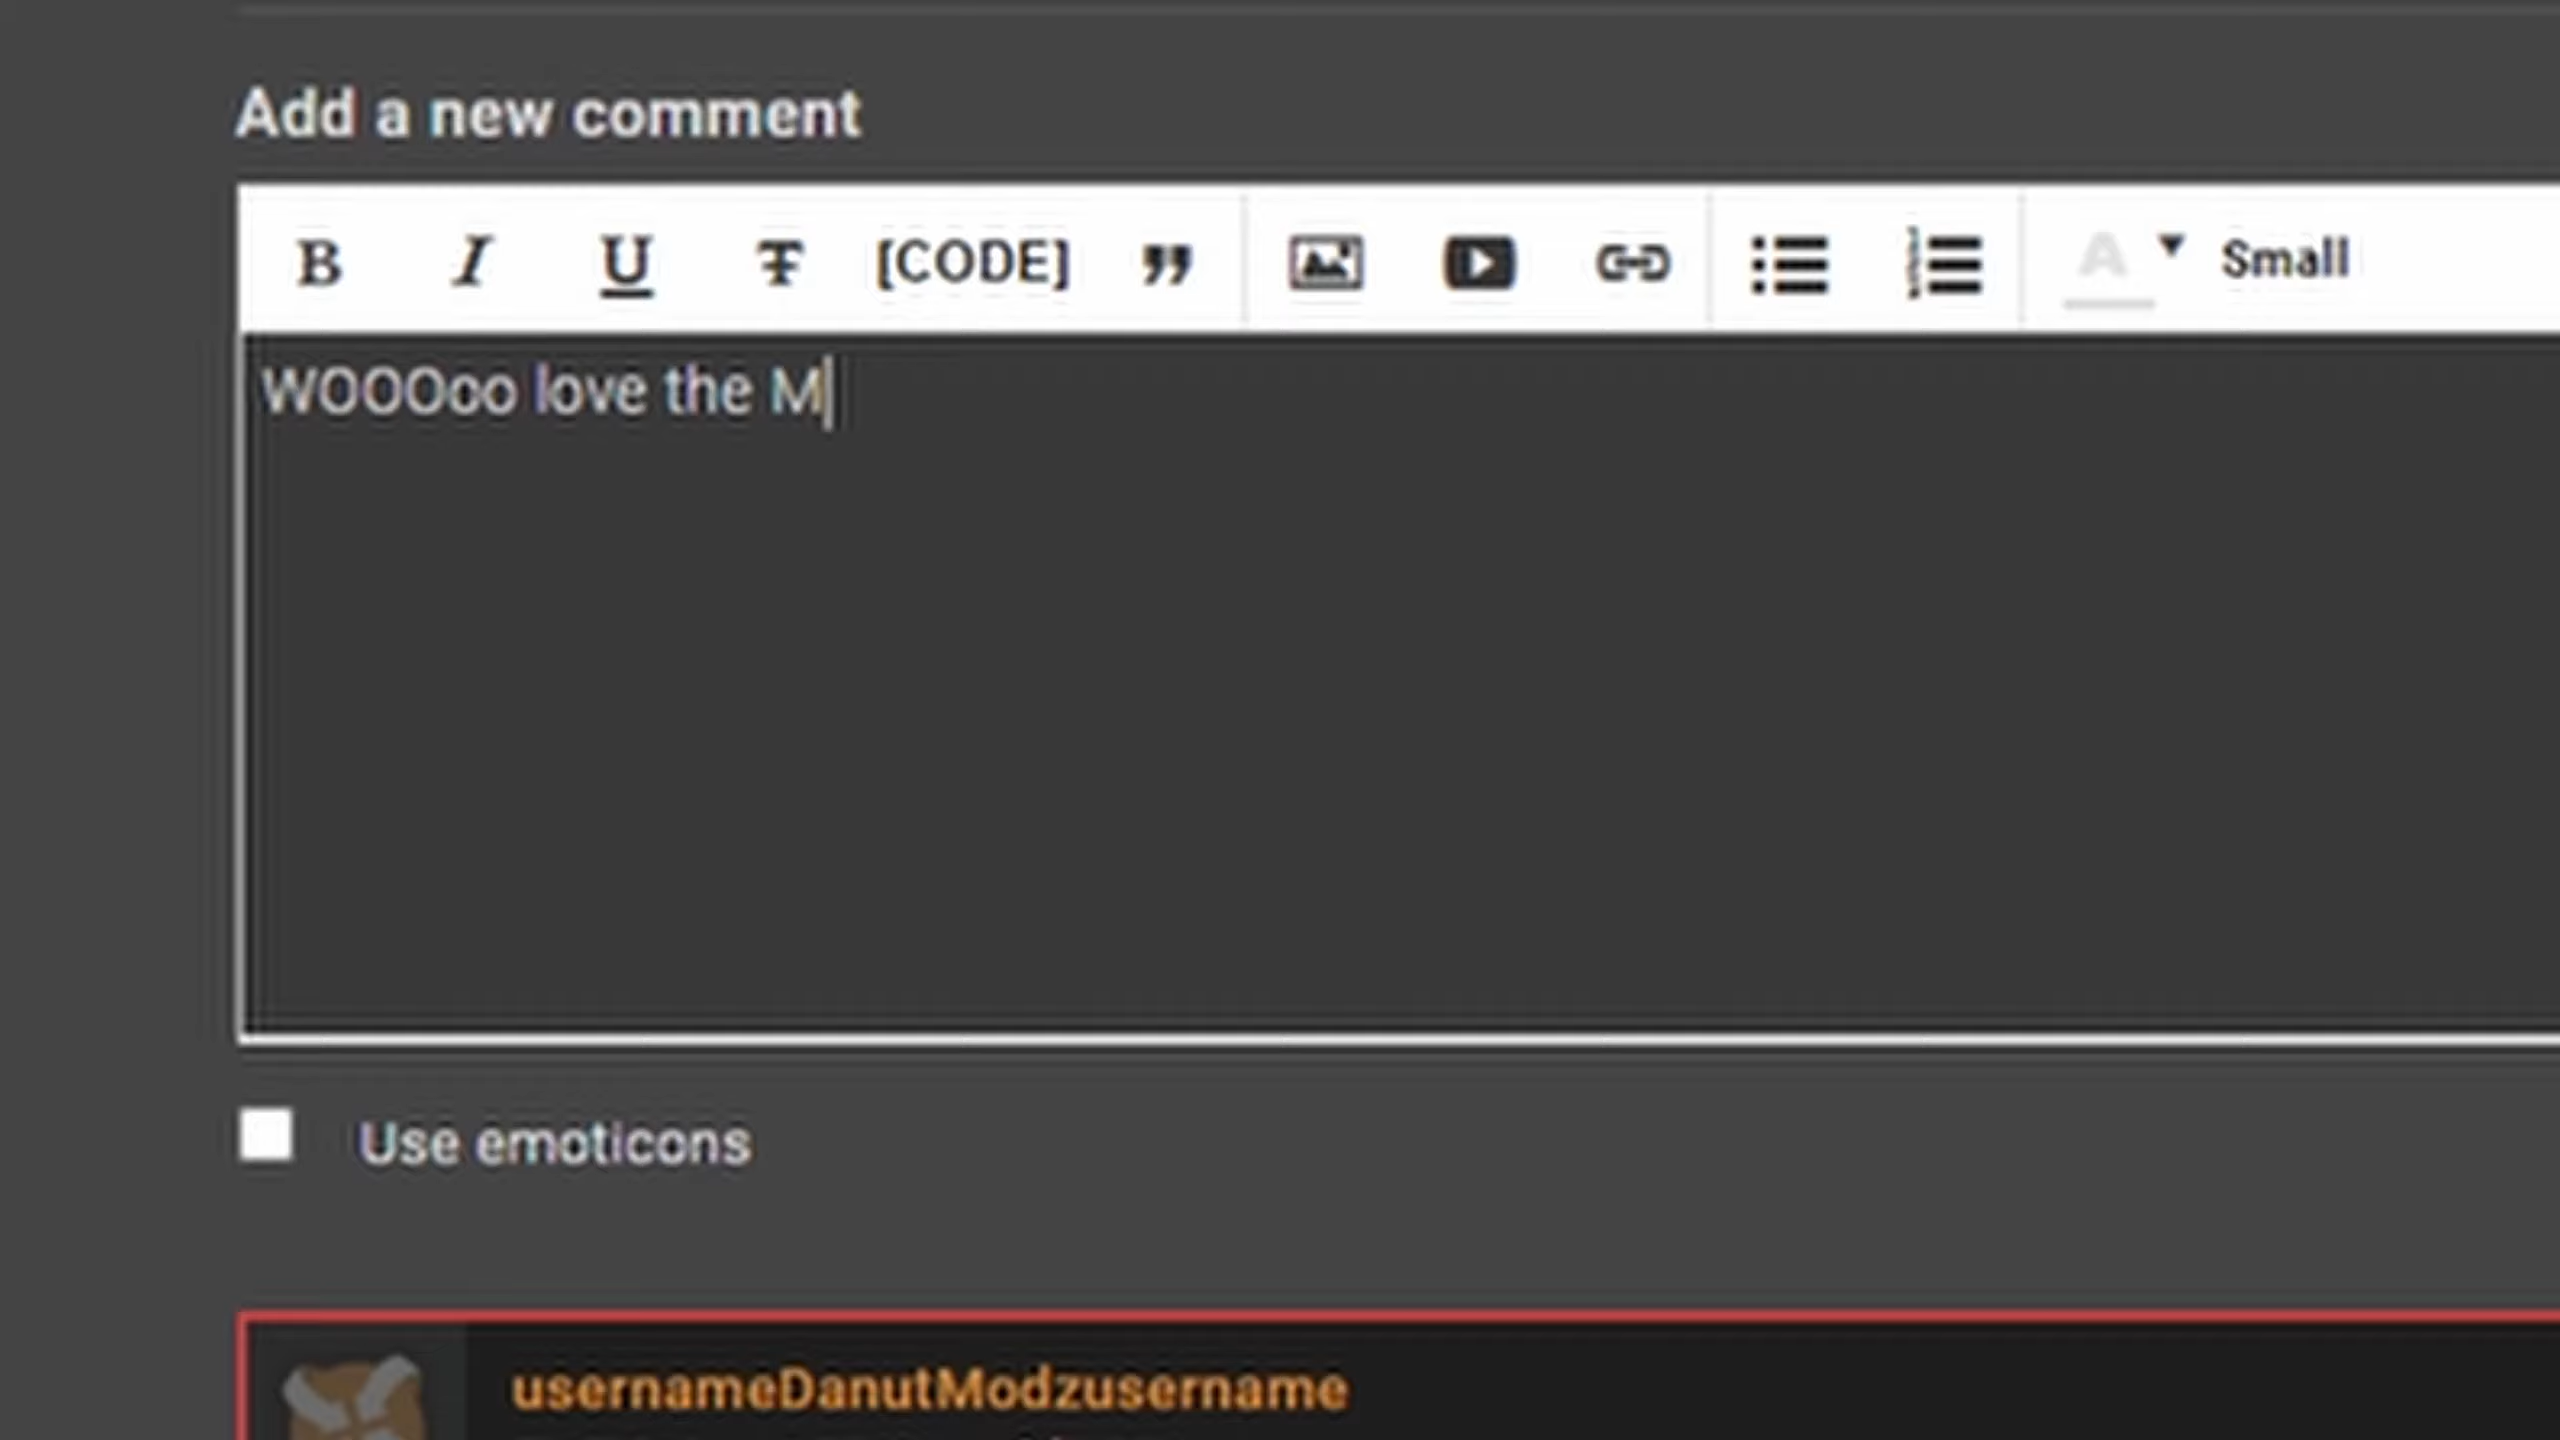 Add a new comment
B I U T [CODE] ” A Small
WOOOoo love the M
Use emoticons
usernameDanutModzusername